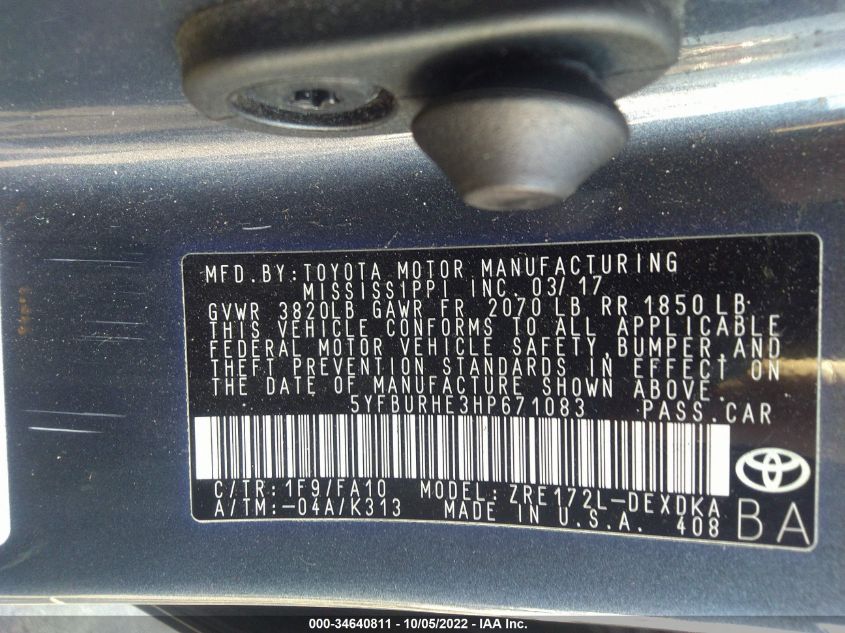 MFD.BY:TOYOTA MOTOR MANUFACTURING
MISSISSIPPI INC. 03/17
GVWR 3820LB GAWR FR 2070 LB RR 1850 LB
THIS VEHICLE CONFORMS TO ALL APPLICABLE
FEDERAL MOTOR VEHICLE SAFETY,BUMPER,AND
THEFT PREVENTION STANDARDS IN EFFECT ON
THE DATE OF MANUFACTURE SHOWN ABOVE.
5YFBURHE3HP671083 PASS.CAR
C/TR:1F9/FA10 MODEL:ZRE172L-DEXDKA
A/TM:-04A/K313 MADE IN U.S.A. 408
BA
000-34640811 - 10/05/2022 - IAA Inc.